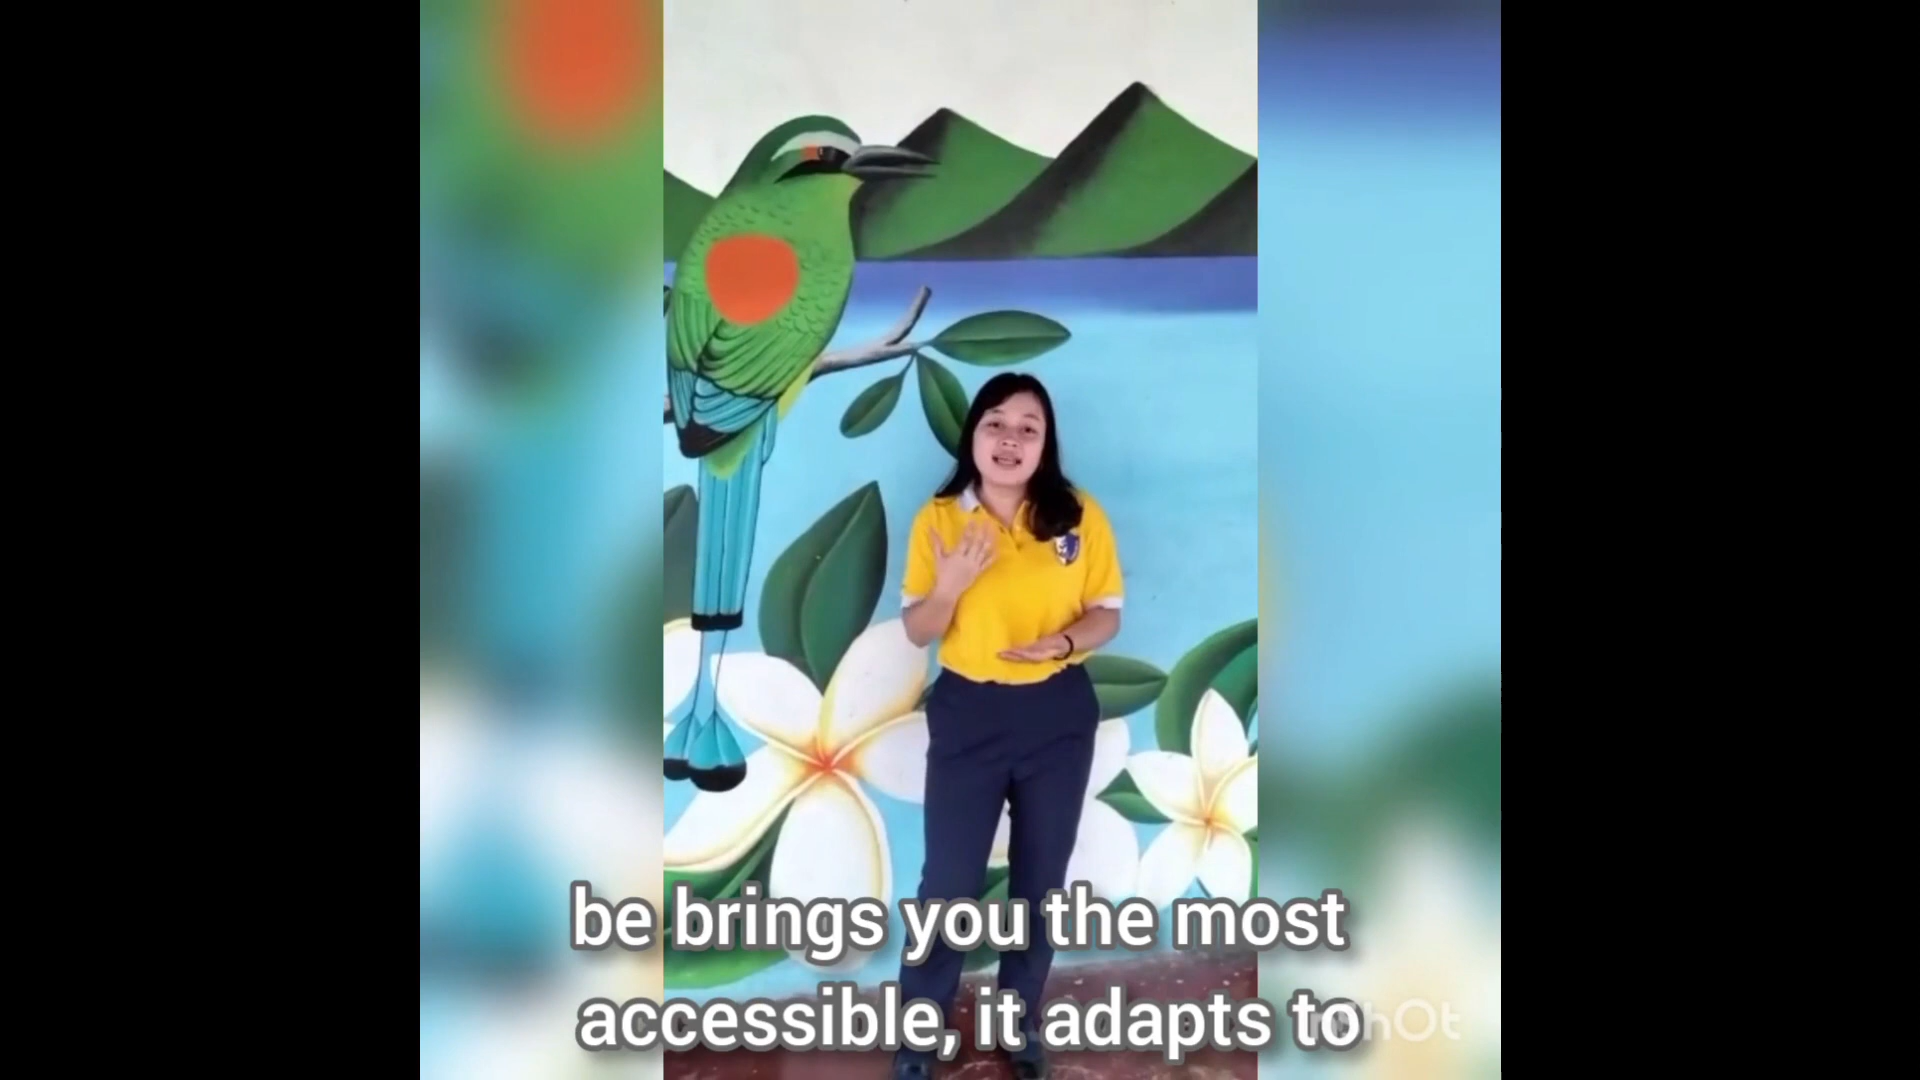 be brings you the most
accessible, it adapts to